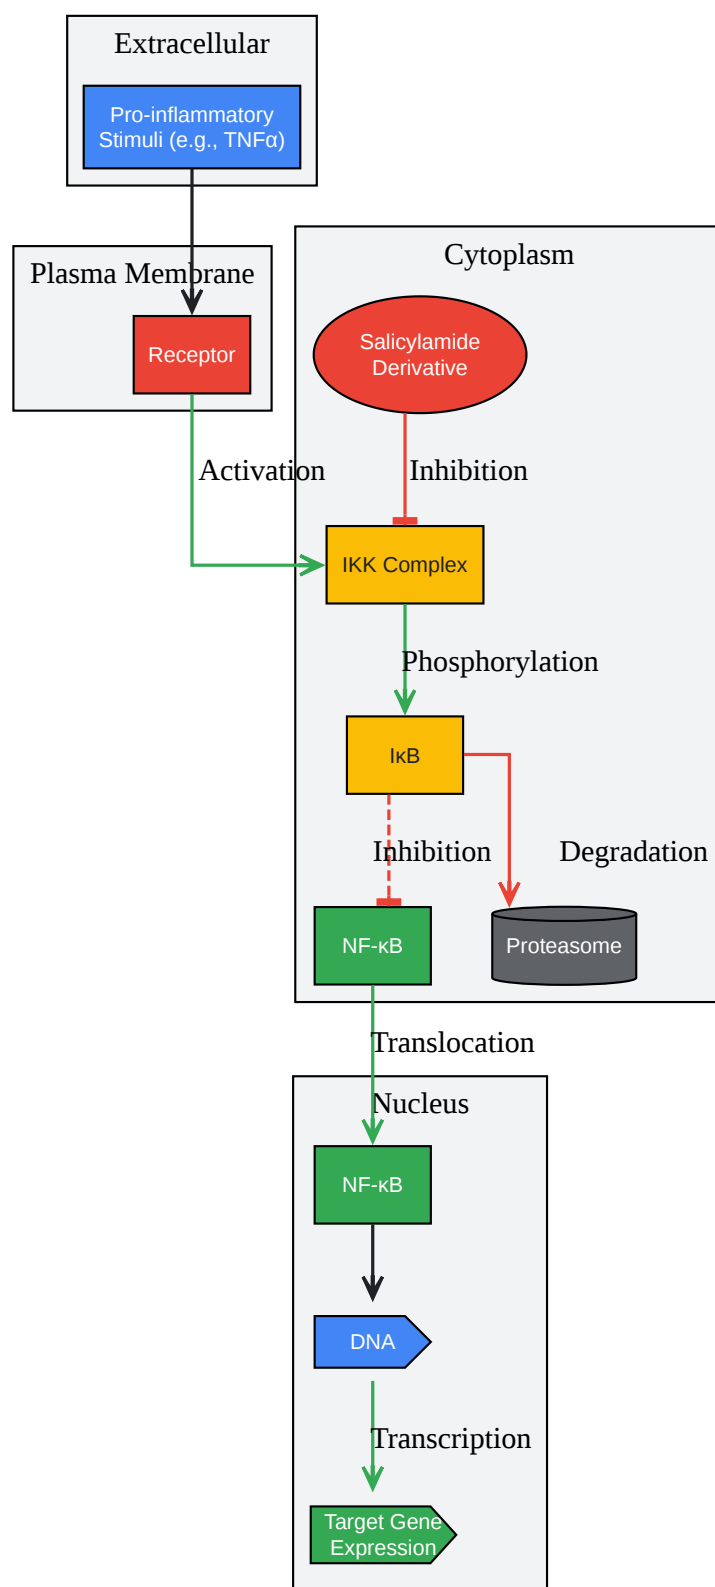 Extracellular
Pro-inflammatory
Stimuli (e.g., TNFα)
Plasma Membrane
Receptor
Cytoplasm
Salicylamide
Derivative
Activation
Inhibition
IKK Complex
Phosphorylation
IκB
Inhibition
Degradation
NF-κB
Proteasome
Translocation
Nucleus
NF-κB
DNA
Transcription
Target Gene
Expression